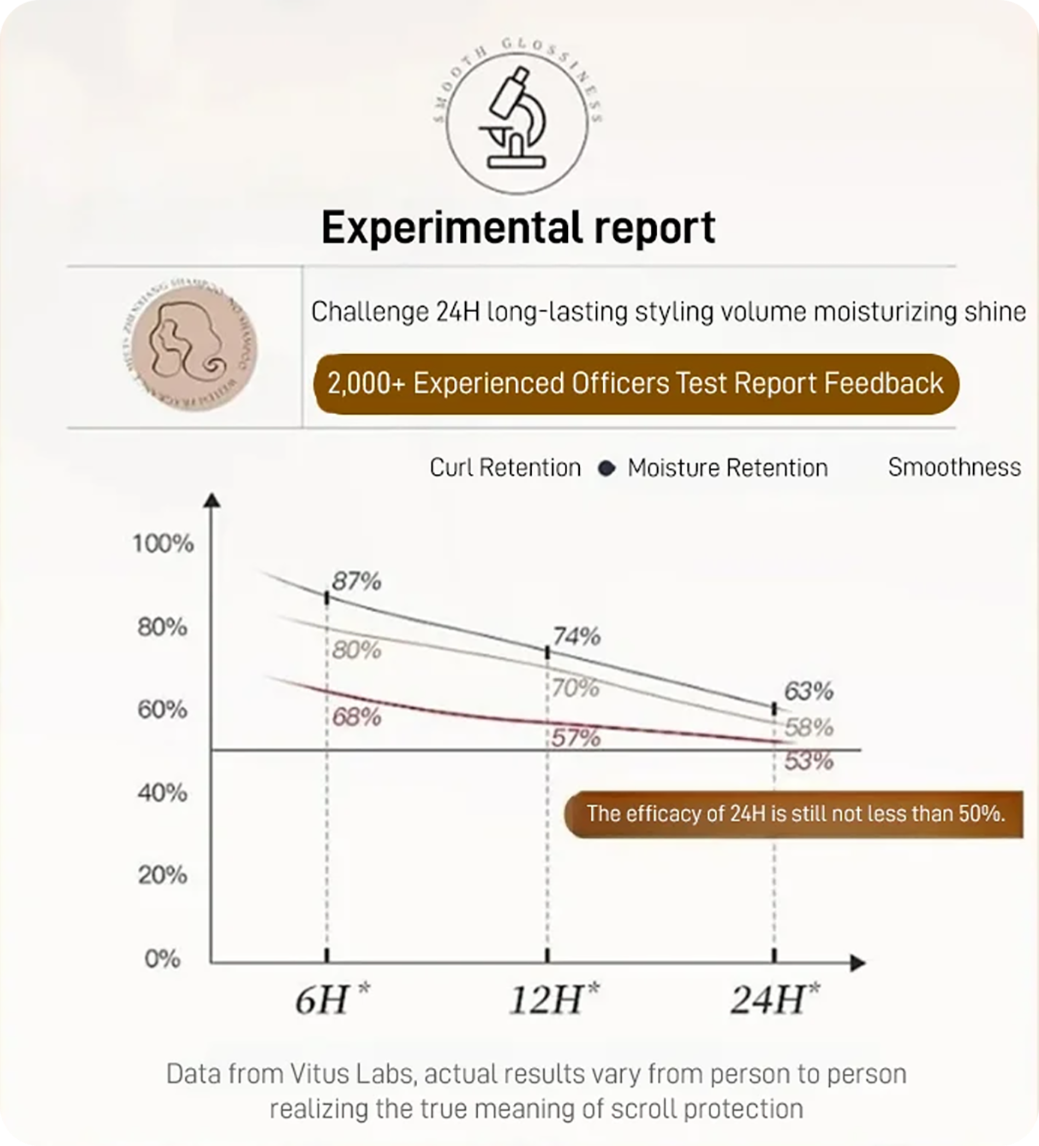 SMOOTH GLOSSINESS
Experimental report
Challenge 24H long-lasting styling volume moisturizing shine
2,000+ Experienced Officers Test Report Feedback
Curl Retention Moisture Retention Smoothness
100%
80%
60%
40%
20%
0%
87%
80%
68%
74%
70%
57%
63%
58%
53%
The efficacy of 24H is still not less than 50%.
6H* 12H* 24H*
Data from Vitus Labs, actual results vary from person to person
realizing the true meaning of scroll protection